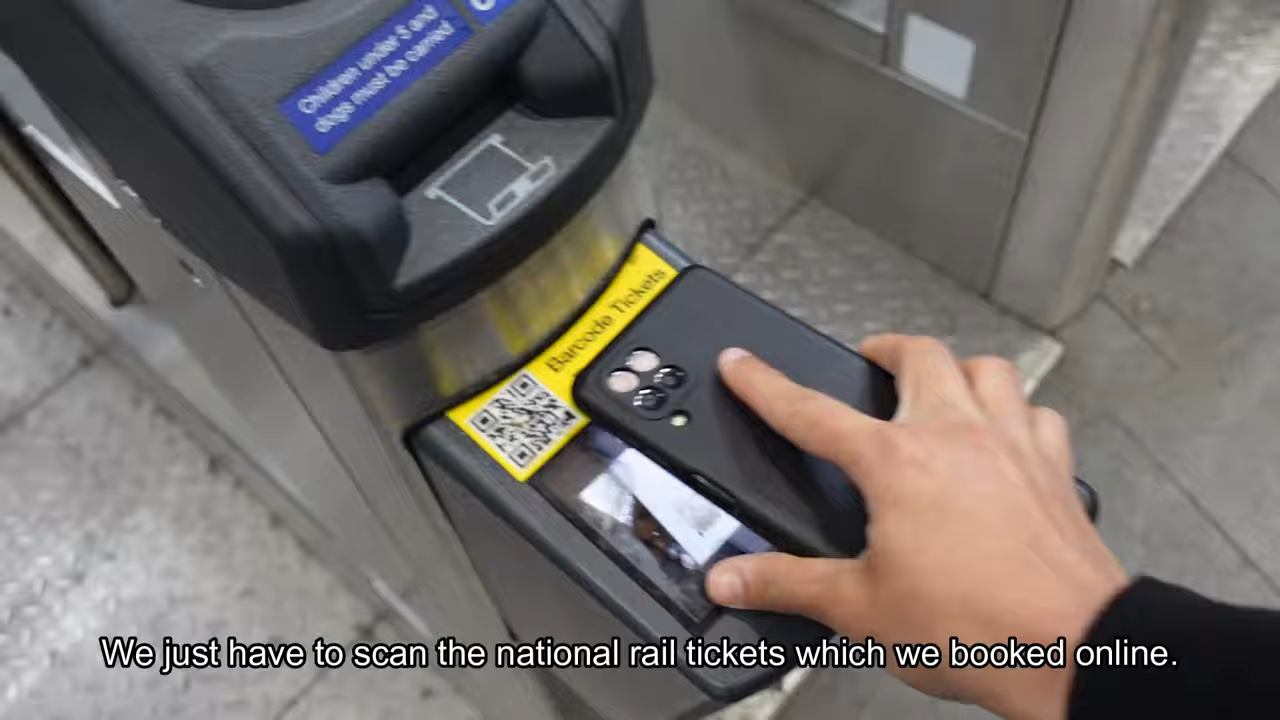 Children under 5 and
dogs must be carried
Barcode Tickets
We just have to scan the national rail tickets which we booked online.